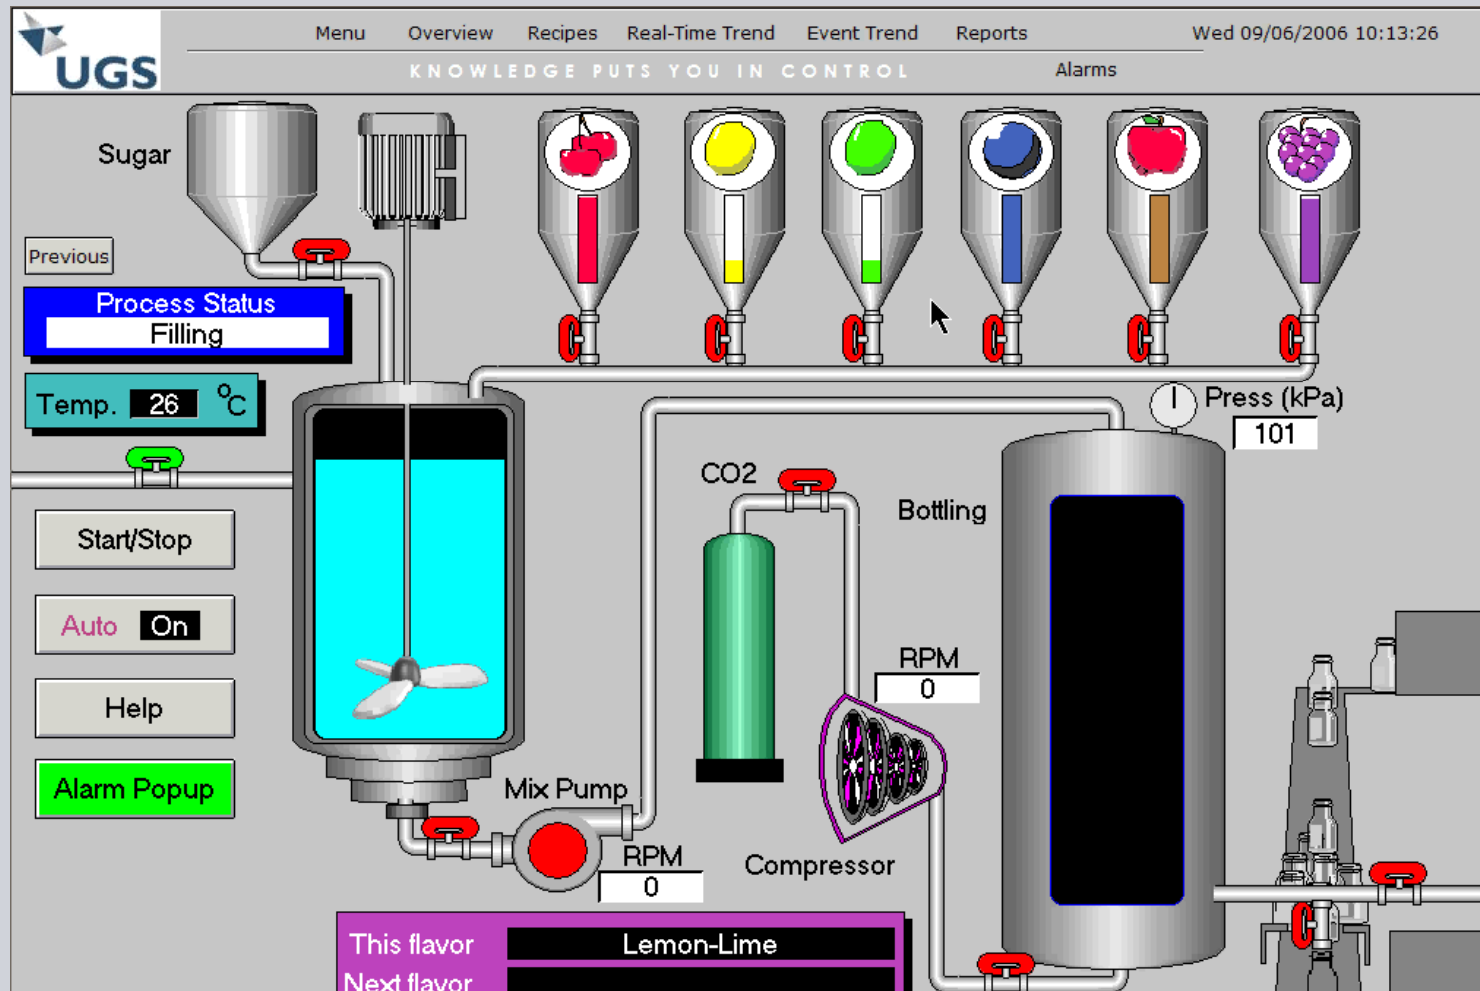 UGS
Menu Overview Recipes Real-Time Trend Event Trend Reports Wed 09/06/2006 10:13:26
KNOWLEDGE PUTS YOU IN CONTROL Alarms
Sugar
Previous
Process Status
Filling
Temp. 26 °C
Press (kPa)
101
CO2
Bottling
Start/Stop
Auto On
RPM
0
Help
Alarm Popup
Mix Pump
RPM
0
Compressor
This flavor Lemon-Lime
Next flavor